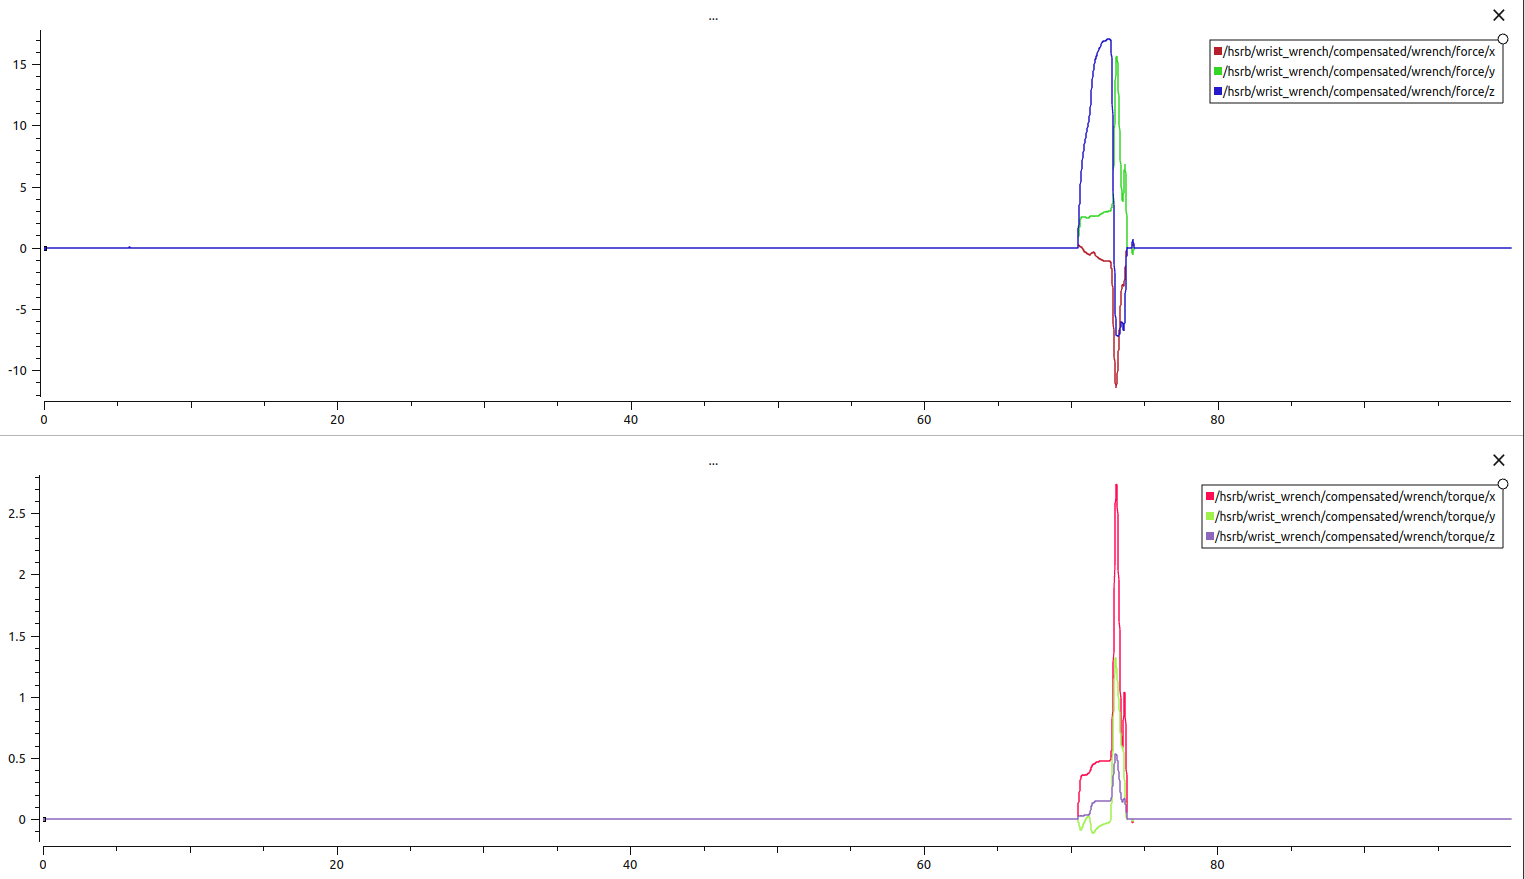 ...
/hsrb/wrist_wrench/compensated/wrench/force/x
/hsrb/wrist_wrench/compensated/wrench/force/y
/hsrb/wrist_wrench/compensated/wrench/force/z
15
10
5
0
-5
-10
0 20 40 60 80
...
/hsrb/wrist_wrench/compensated/wrench/torque/x
/hsrb/wrist_wrench/compensated/wrench/torque/y
/hsrb/wrist_wrench/compensated/wrench/torque/z
2.5
2
1.5
1
0.5
0
0 20 40 60 80